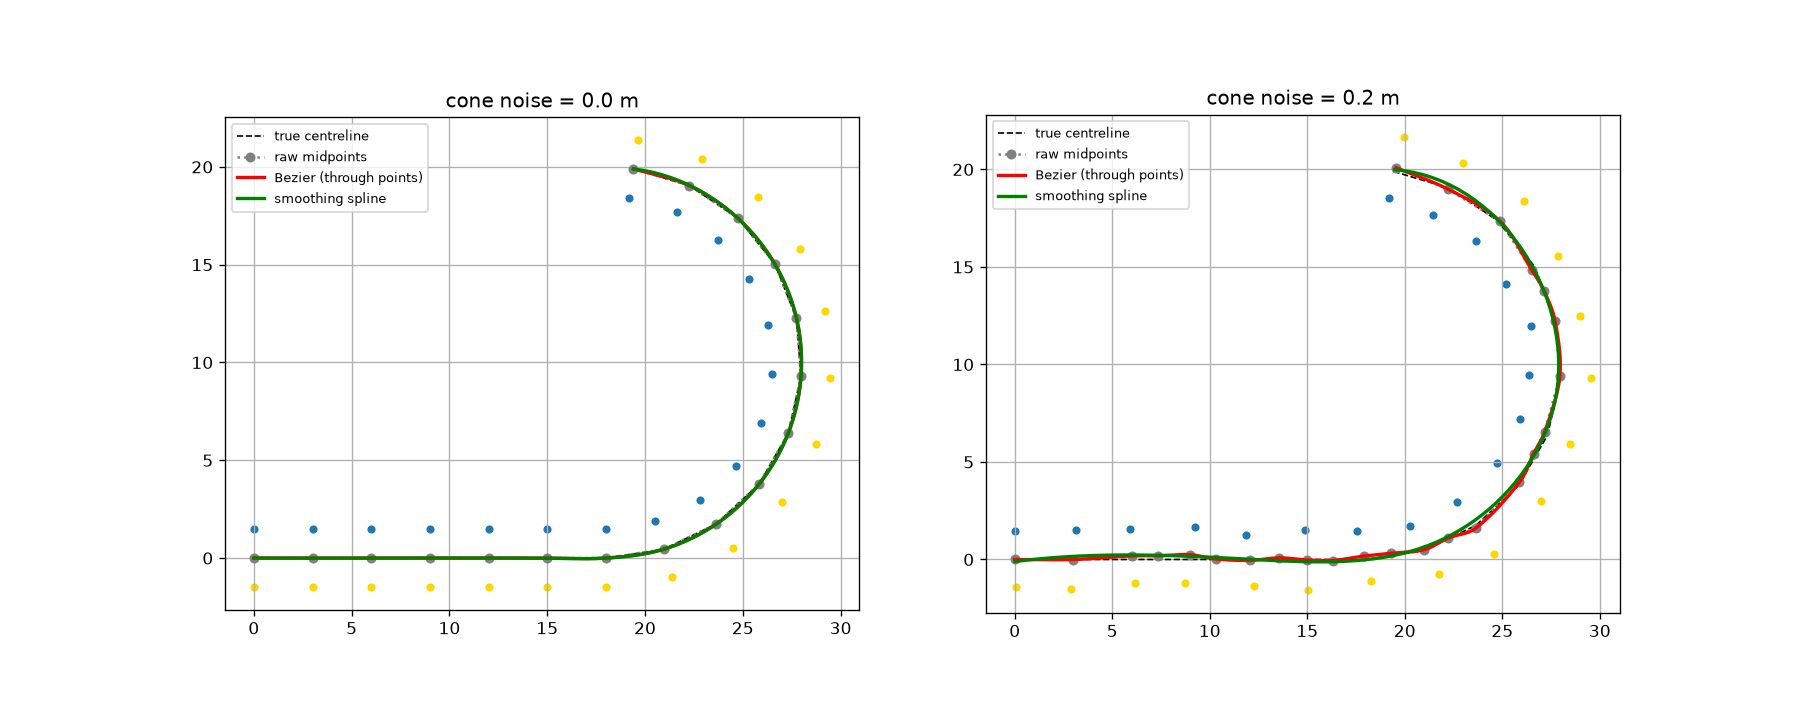 cone noise = 0.0 m
true centreline
raw midpoints
Bezier (through points)
smoothing spline
20
15
10
5
0
0 5 10 15 20 25 30
cone noise = 0.2 m
true centreline
raw midpoints
Bezier (through points)
smoothing spline
20
15
10
5
0
0 5 10 15 20 25 30